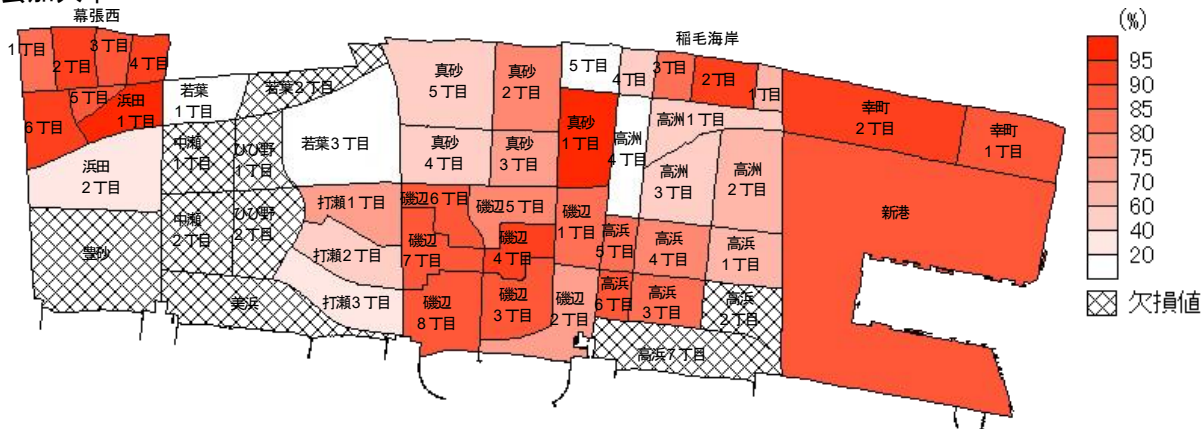 幕張西
1丁目
2丁目
3丁目
4丁目
5丁目
6丁目
浜田
1丁目
浜田
2丁目
豊砂
若葉
1丁目
若葉2丁目
若葉3丁目
中瀬
1丁目
ひび野
1丁目
中瀬
2丁目
ひび野
2丁目
美浜
打瀬1丁目
打瀬2丁目
打瀬3丁目
真砂
5丁目
真砂
2丁目
真砂
4丁目
真砂
3丁目
真砂
1丁目
磯辺6丁目
磯辺5丁目
磯辺
7丁目
磯辺
4丁目
磯辺
1丁目
磯辺
8丁目
磯辺
3丁目
磯辺
2丁目
稲毛海岸
5丁目
4丁目
3丁目
2丁目
1丁目
高洲
4丁目
高洲1丁目
高洲
3丁目
高洲
2丁目
高浜
5丁目
高浜
4丁目
高浜
1丁目
高浜
6丁目
高浜
3丁目
高浜
2丁目
高浜7丁目
幸町
2丁目
幸町
1丁目
新港
(%)
95
90
85
80
75
70
60
40
20
欠損値